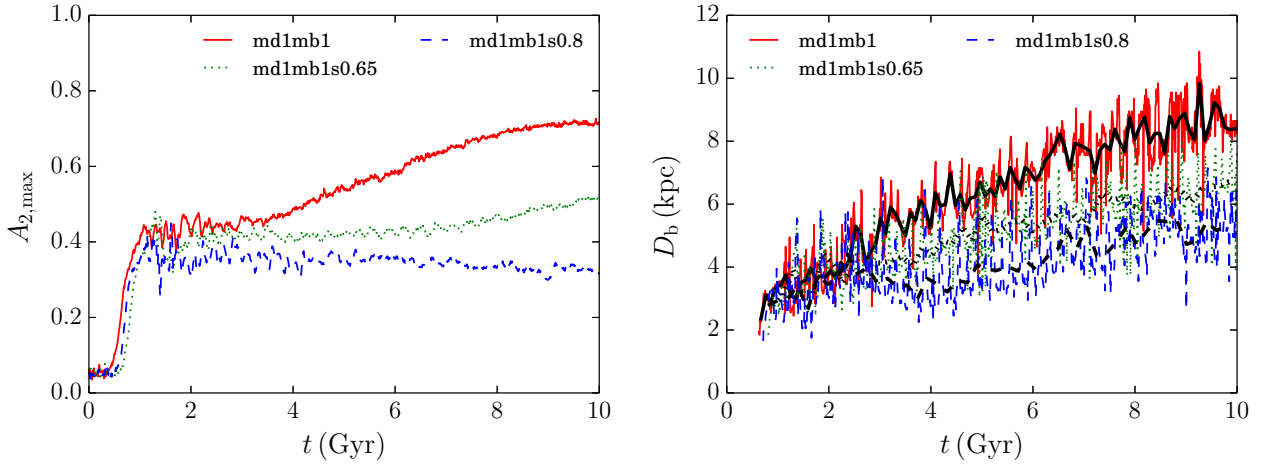 1.0
0.8
0.6
0.4
0.2
0.0
A2,max
md1mb1
md1mb1s0.65
md1mb1s0.8
0 2 4 6 8 10
t (Gyr)
12
10
8
6
4
2
0
Db (kpc)
md1mb1
md1mb1s0.65
md1mb1s0.8
0 2 4 6 8 10
t (Gyr)